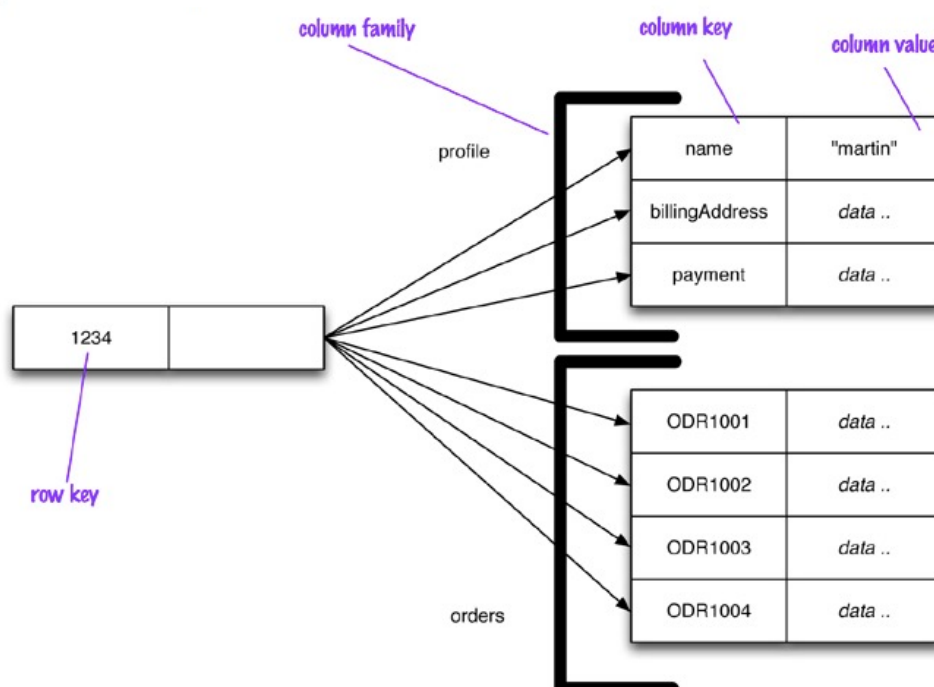 column family
column key
column value
profile
name
"martin"
billingAddress
data ..
payment
data ..
1234
row key
ODR1001
data ..
ODR1002
data ..
ODR1003
data ..
ODR1004
data ..
orders